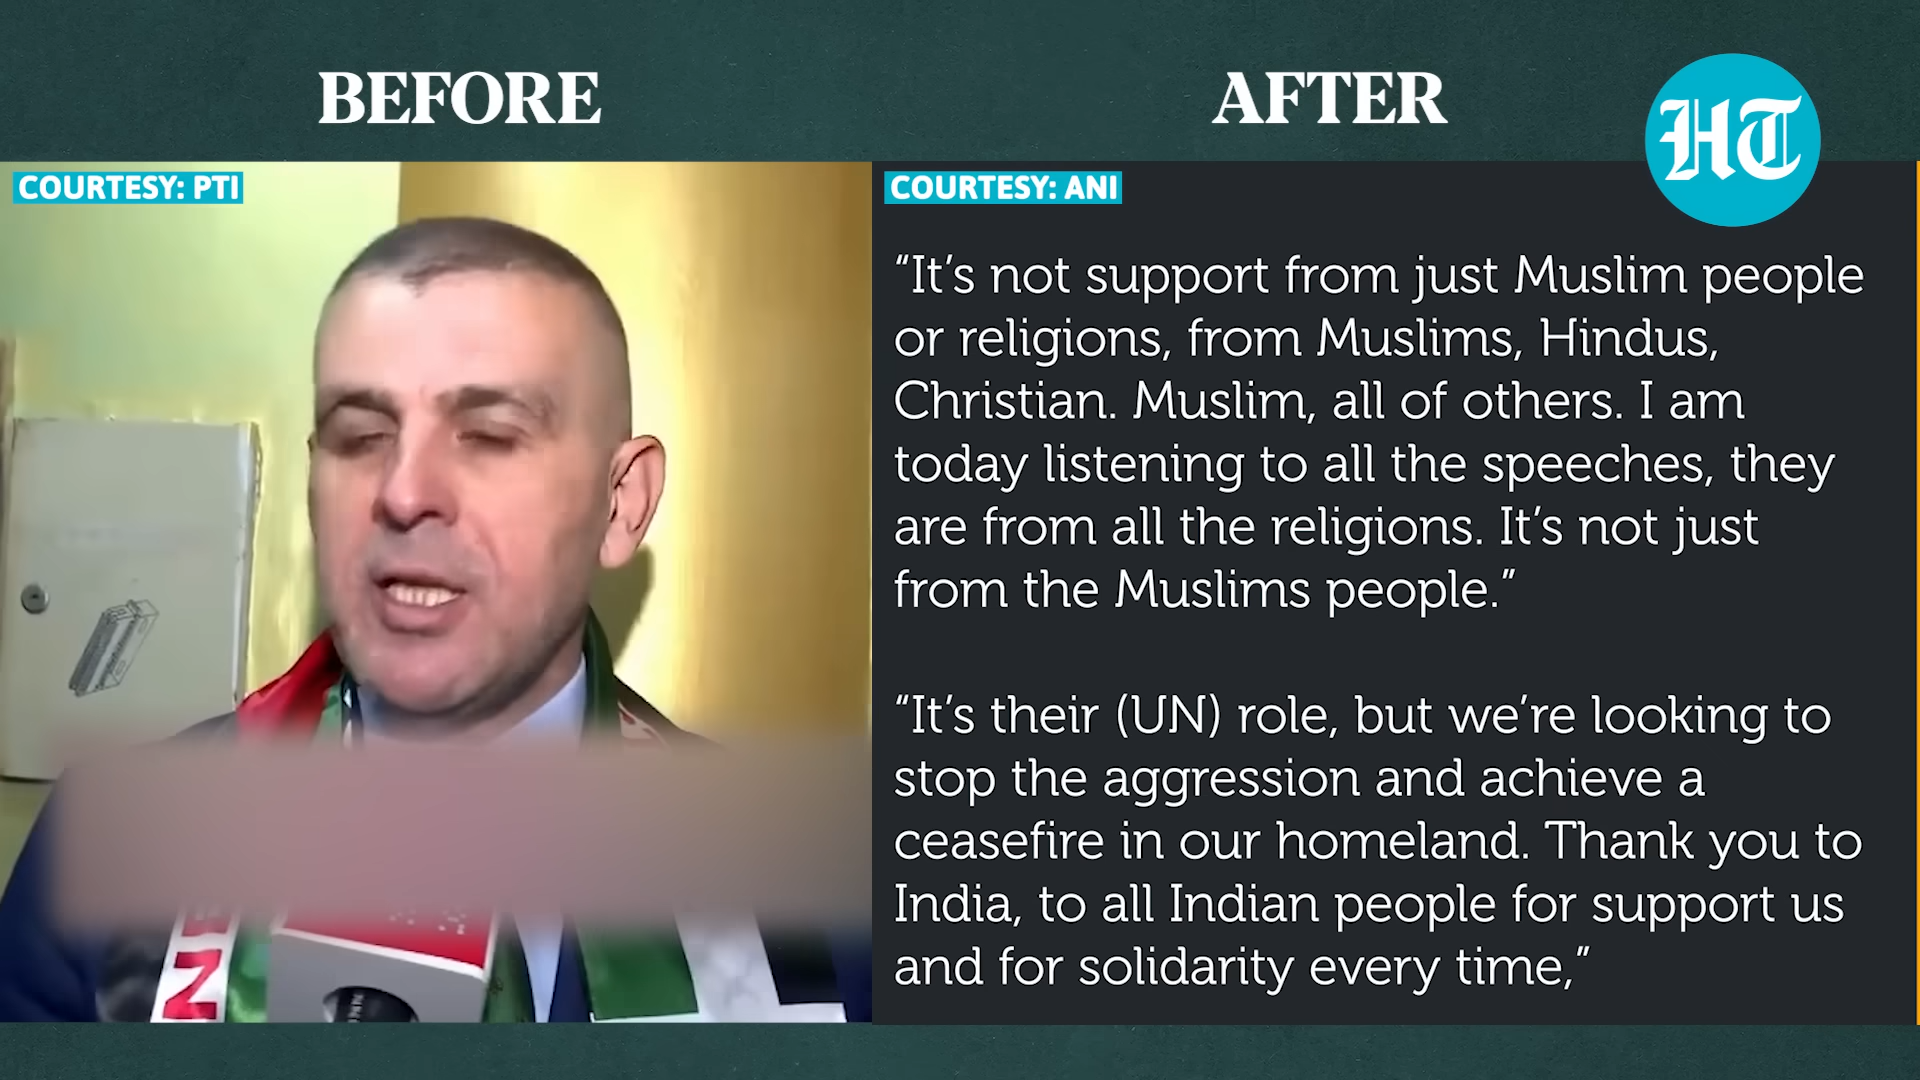 BEFORE
AFTER
HT
COURTESY: PTI
COURTESY: ANI
“It’s not support from just Muslim people
or religions, from Muslims, Hindus,
Christian. Muslim, all of others. I am
today listening to all the speeches, they
are from all the religions. It’s not just
from the Muslims people.”
“It’s their (UN) role, but we’re looking to
stop the aggression and achieve a
ceasefire in our homeland. Thank you to
India, to all Indian people for support us
and for solidarity every time,”
N